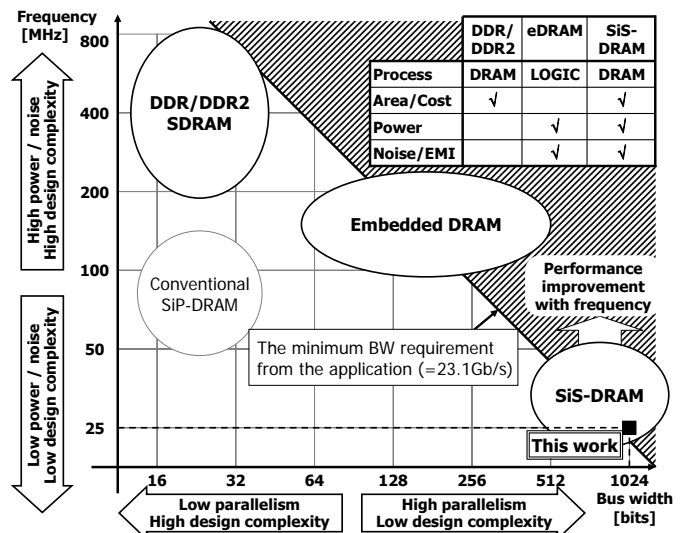 Frequency
[MHz]
800
400
200
100
50
25
High power / noise
High design complexity
Low power / noise
Low design complexity
DDR/DDR2
SDRAM
Conventional
SiP-DRAM
Embedded DRAM
SiS-DRAM
This work
The minimum BW requirement
from the application (=23.1Gb/s)
Performance
improvement
with frequency
DDR/ eDRAM SiS-
DDR2 DRAM
Process DRAM LOGIC DRAM
Area/Cost √ √
Power √ √
Noise/EMI √ √
16 32 64 128 256 512 1024
Low parallelism
High design complexity
High parallelism
Low design complexity
Bus width
[bits]